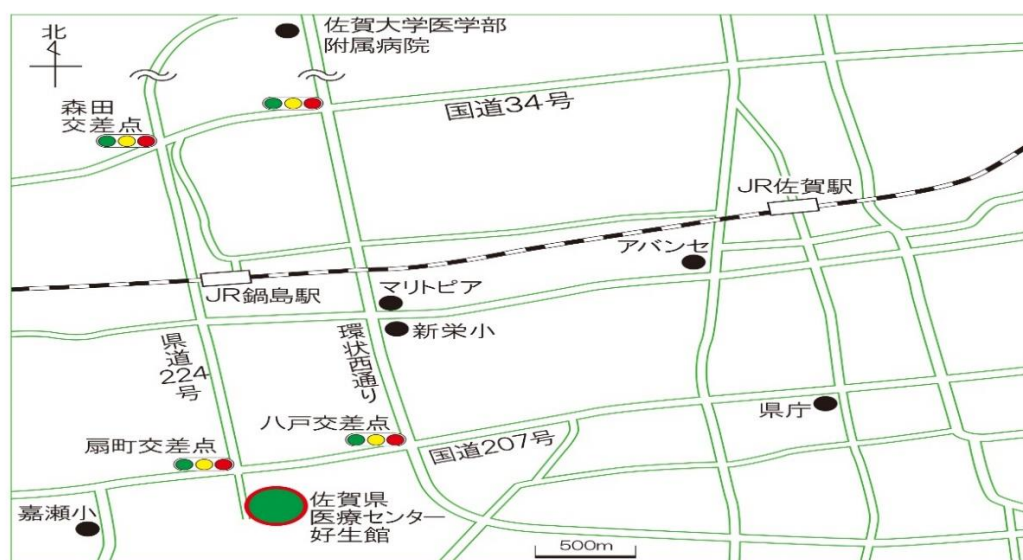 北
佐賀大学医学部
附属病院
森田
交差点
国道34号
JR佐賀駅
アバンセ
JR鍋島駅
マリトピア
新栄小
県道224号
環状西通り
県庁
八戸交差点
扇町交差点
国道207号
嘉瀬小
佐賀県
医療センター
好生館
500m